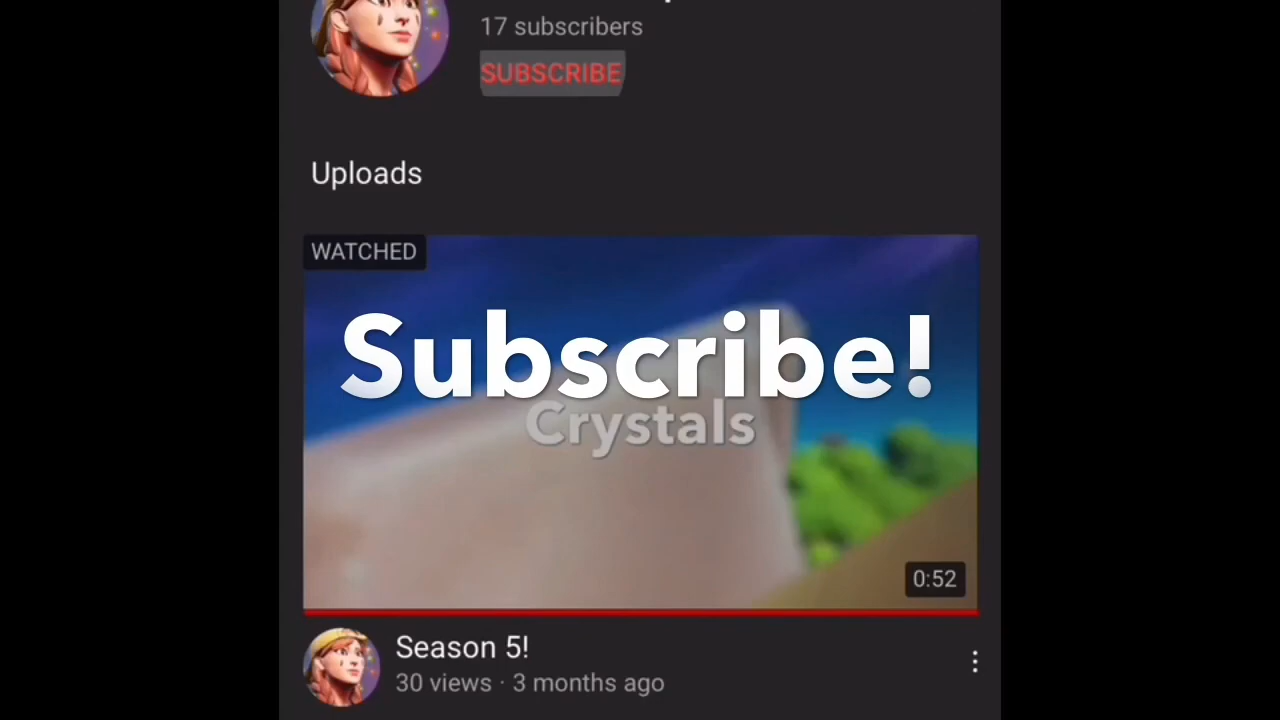 17 subscribers
SUBSCRIBE
Uploads
WATCHED
Subscribe!
Crystals
0:52
Season 5!
30 views · 3 months ago